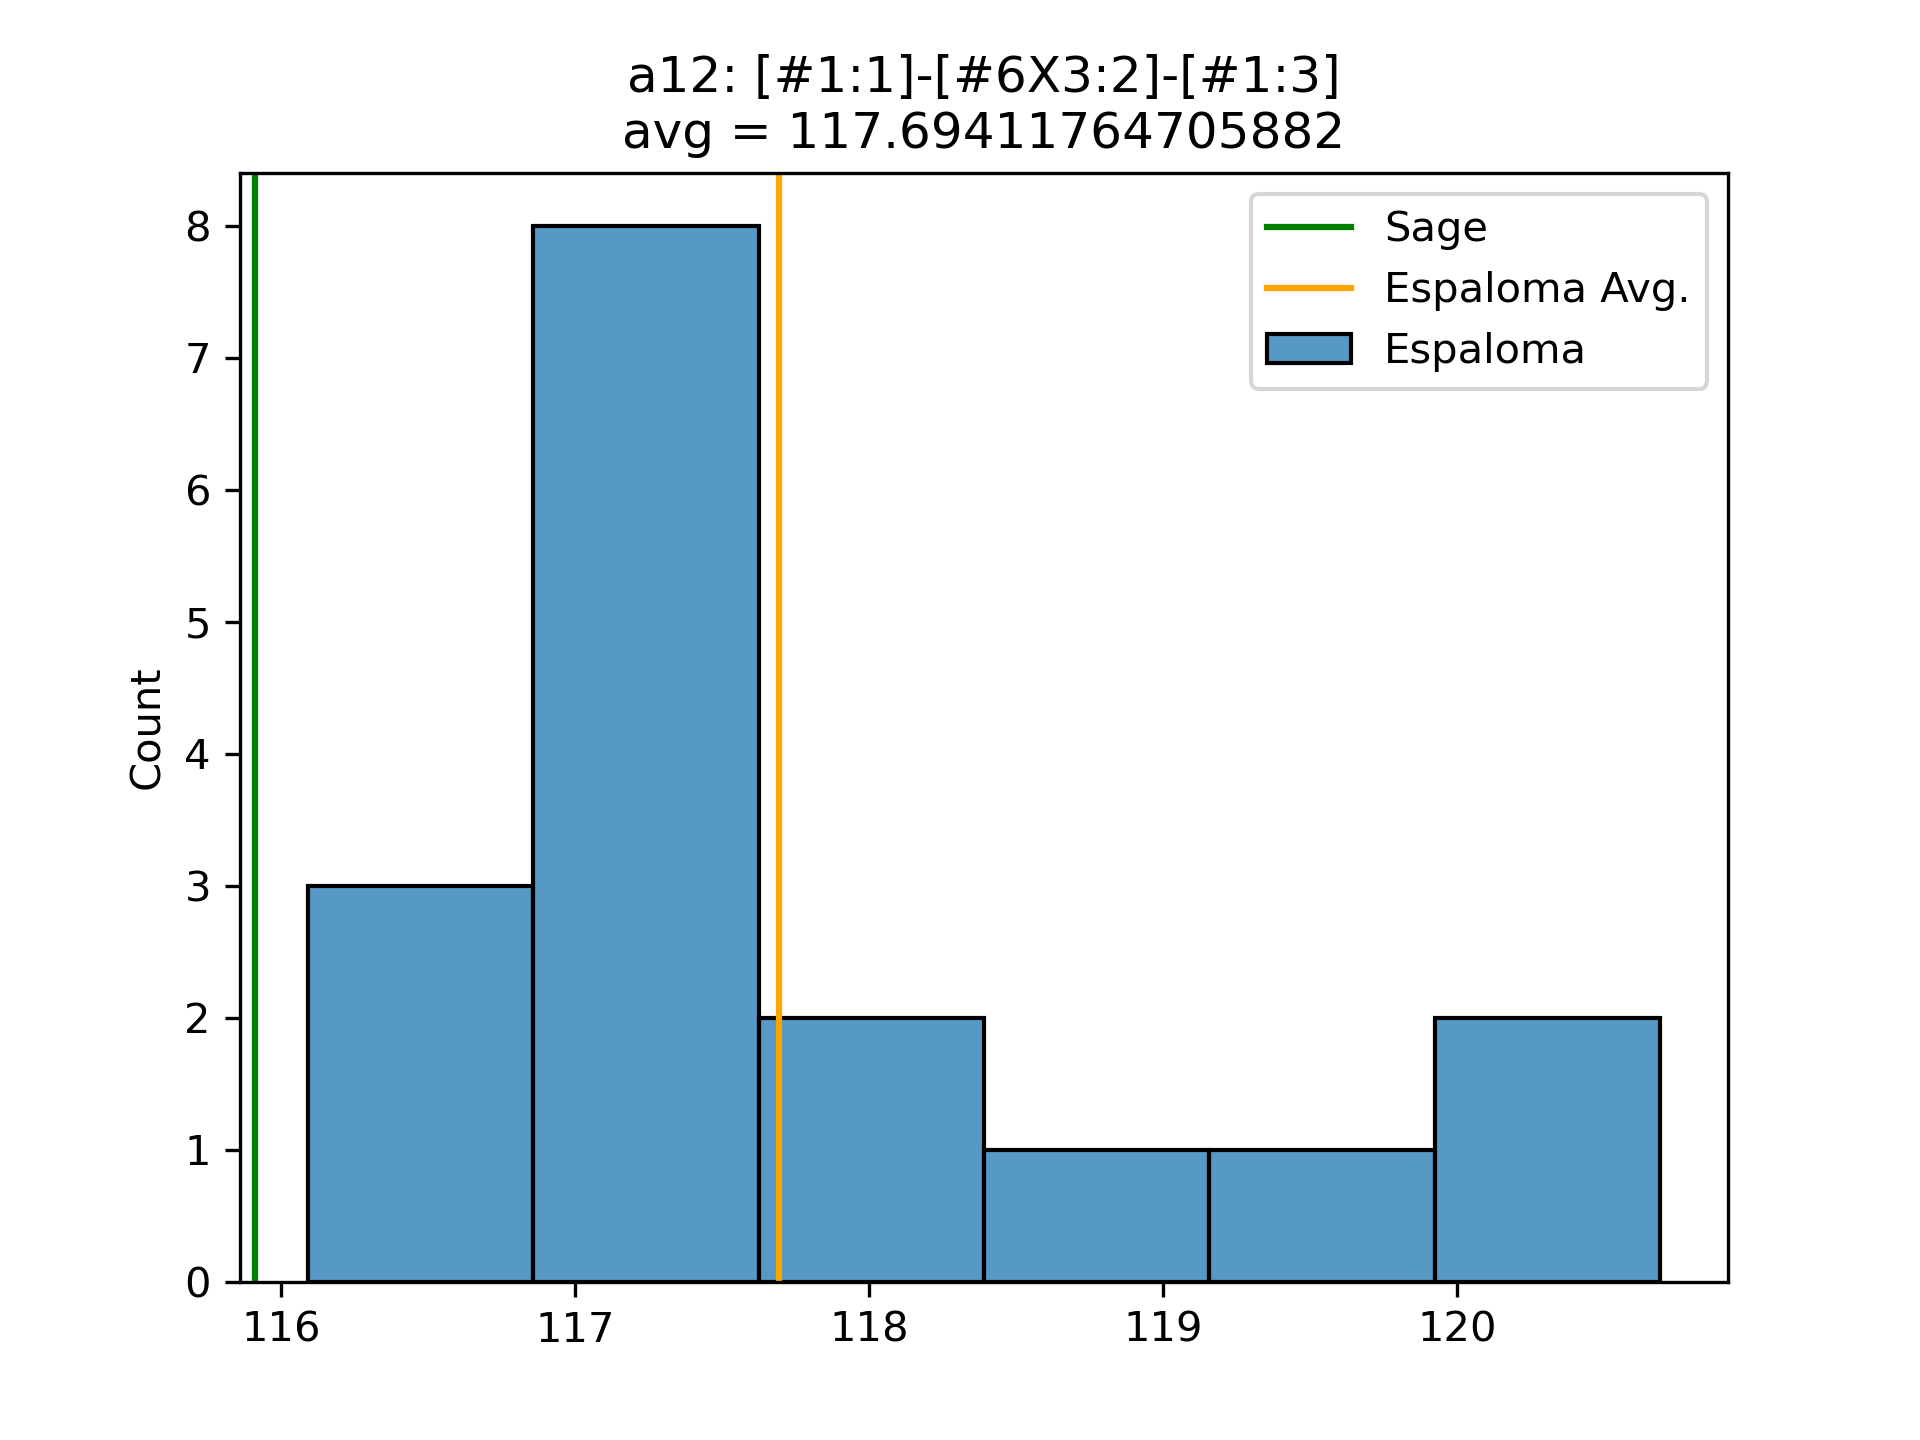 a12: [#1:1]-[#6X3:2]-[#1:3]
avg = 117.69411764705882
Sage
Espaloma Avg.
Espaloma
8
7
6
5
4
3
2
1
0
Count
116 117 118 119 120